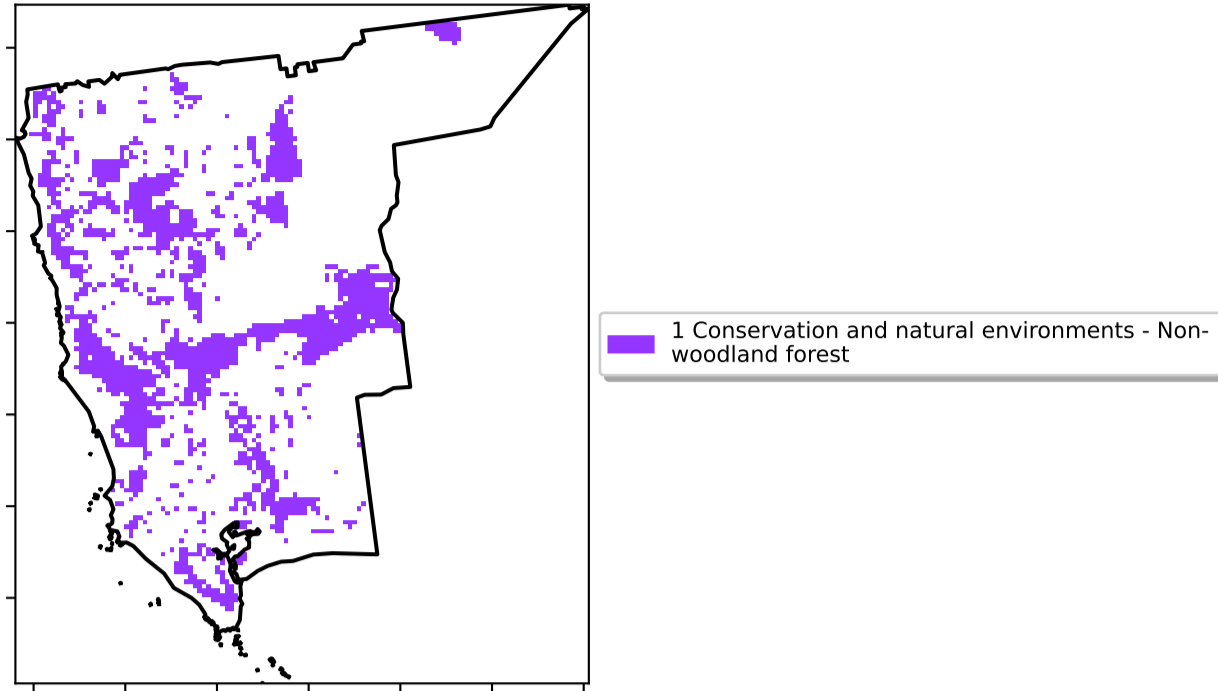 1 Conservation and natural environments - Non-
woodland forest